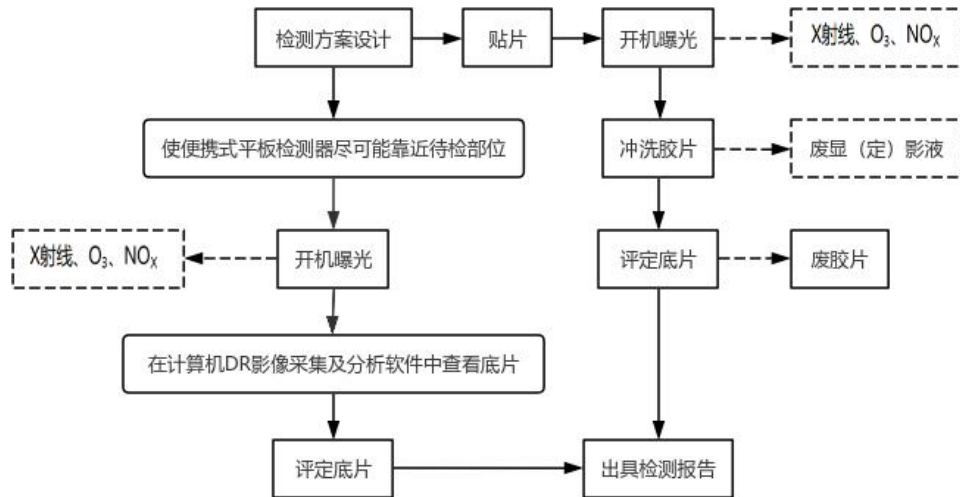 检测方案设计
贴片
开机曝光
X射线、O₃、NOₓ
使便携式平板检测器尽可能靠近待检部位
冲洗胶片
废显（定）影液
X射线、O₃、NOₓ
开机曝光
评定底片
废胶片
在计算机DR影像采集及分析软件中查看底片
评定底片
出具检测报告